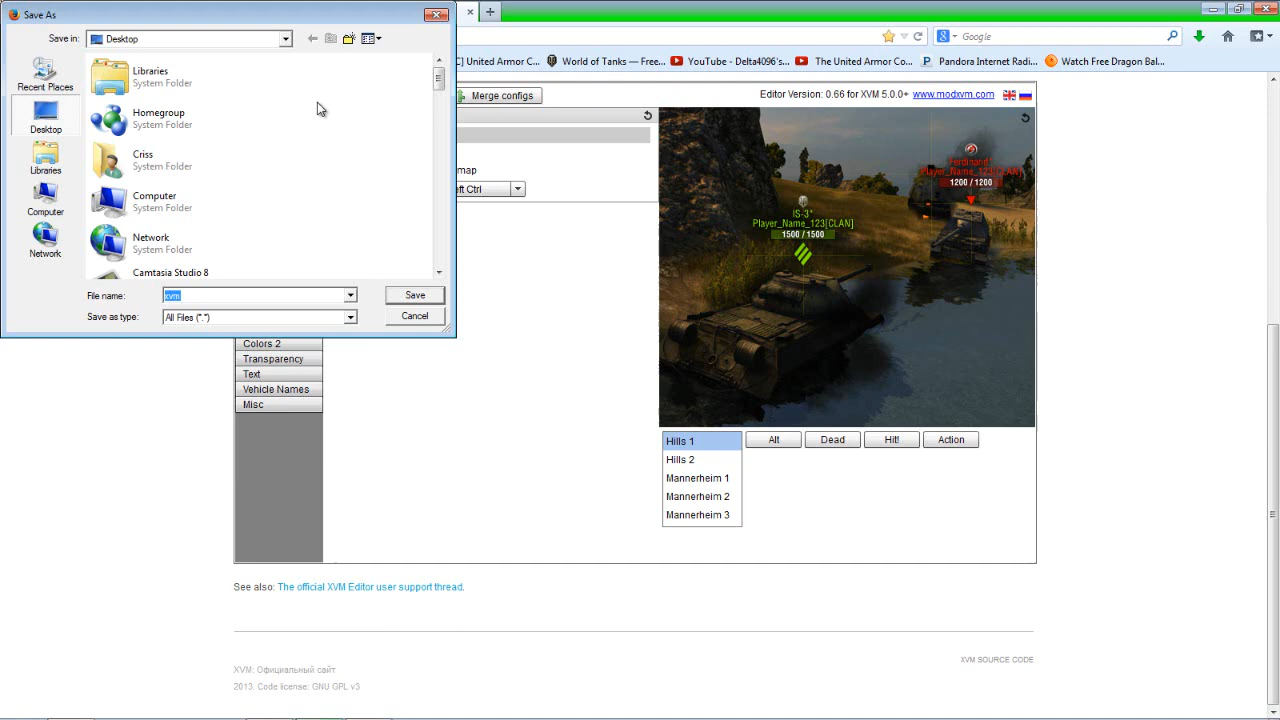 Save As
Save in:
Desktop
Google
Recent Places
Desktop
Libraries
Computer
Network
Libraries
System Folder
Homegroup
System Folder
Criss
System Folder
Computer
System Folder
Network
System Folder
Camtasia Studio 8
File name:
xvm
Save
Save as type:
All Files (*.*)
Cancel
] United Armor C...
World of Tanks — Free...
YouTube - Delta4096's...
The United Armor Co...
Pandora Internet Radi...
Watch Free Dragon Bal...
Merge configs
Editor Version: 0.66 for XVM 5.0.0+ www.modxvm.com
map
Ctrl
Ferdinand
Player_Name_123[CLAN]
1200 / 1200
IS-3*
Player_Name_123[CLAN]
1500 / 1500
Colors 2
Transparency
Text
Vehicle Names
Misc
Hills 1
Hills 2
Mannerheim 1
Mannerheim 2
Mannerheim 3
Alt
Dead
Hit!
Action
See also: The official XVM Editor user support thread.
XVM: Официальный сайт
2013. Code license: GNU GPL v3
XVM SOURCE CODE